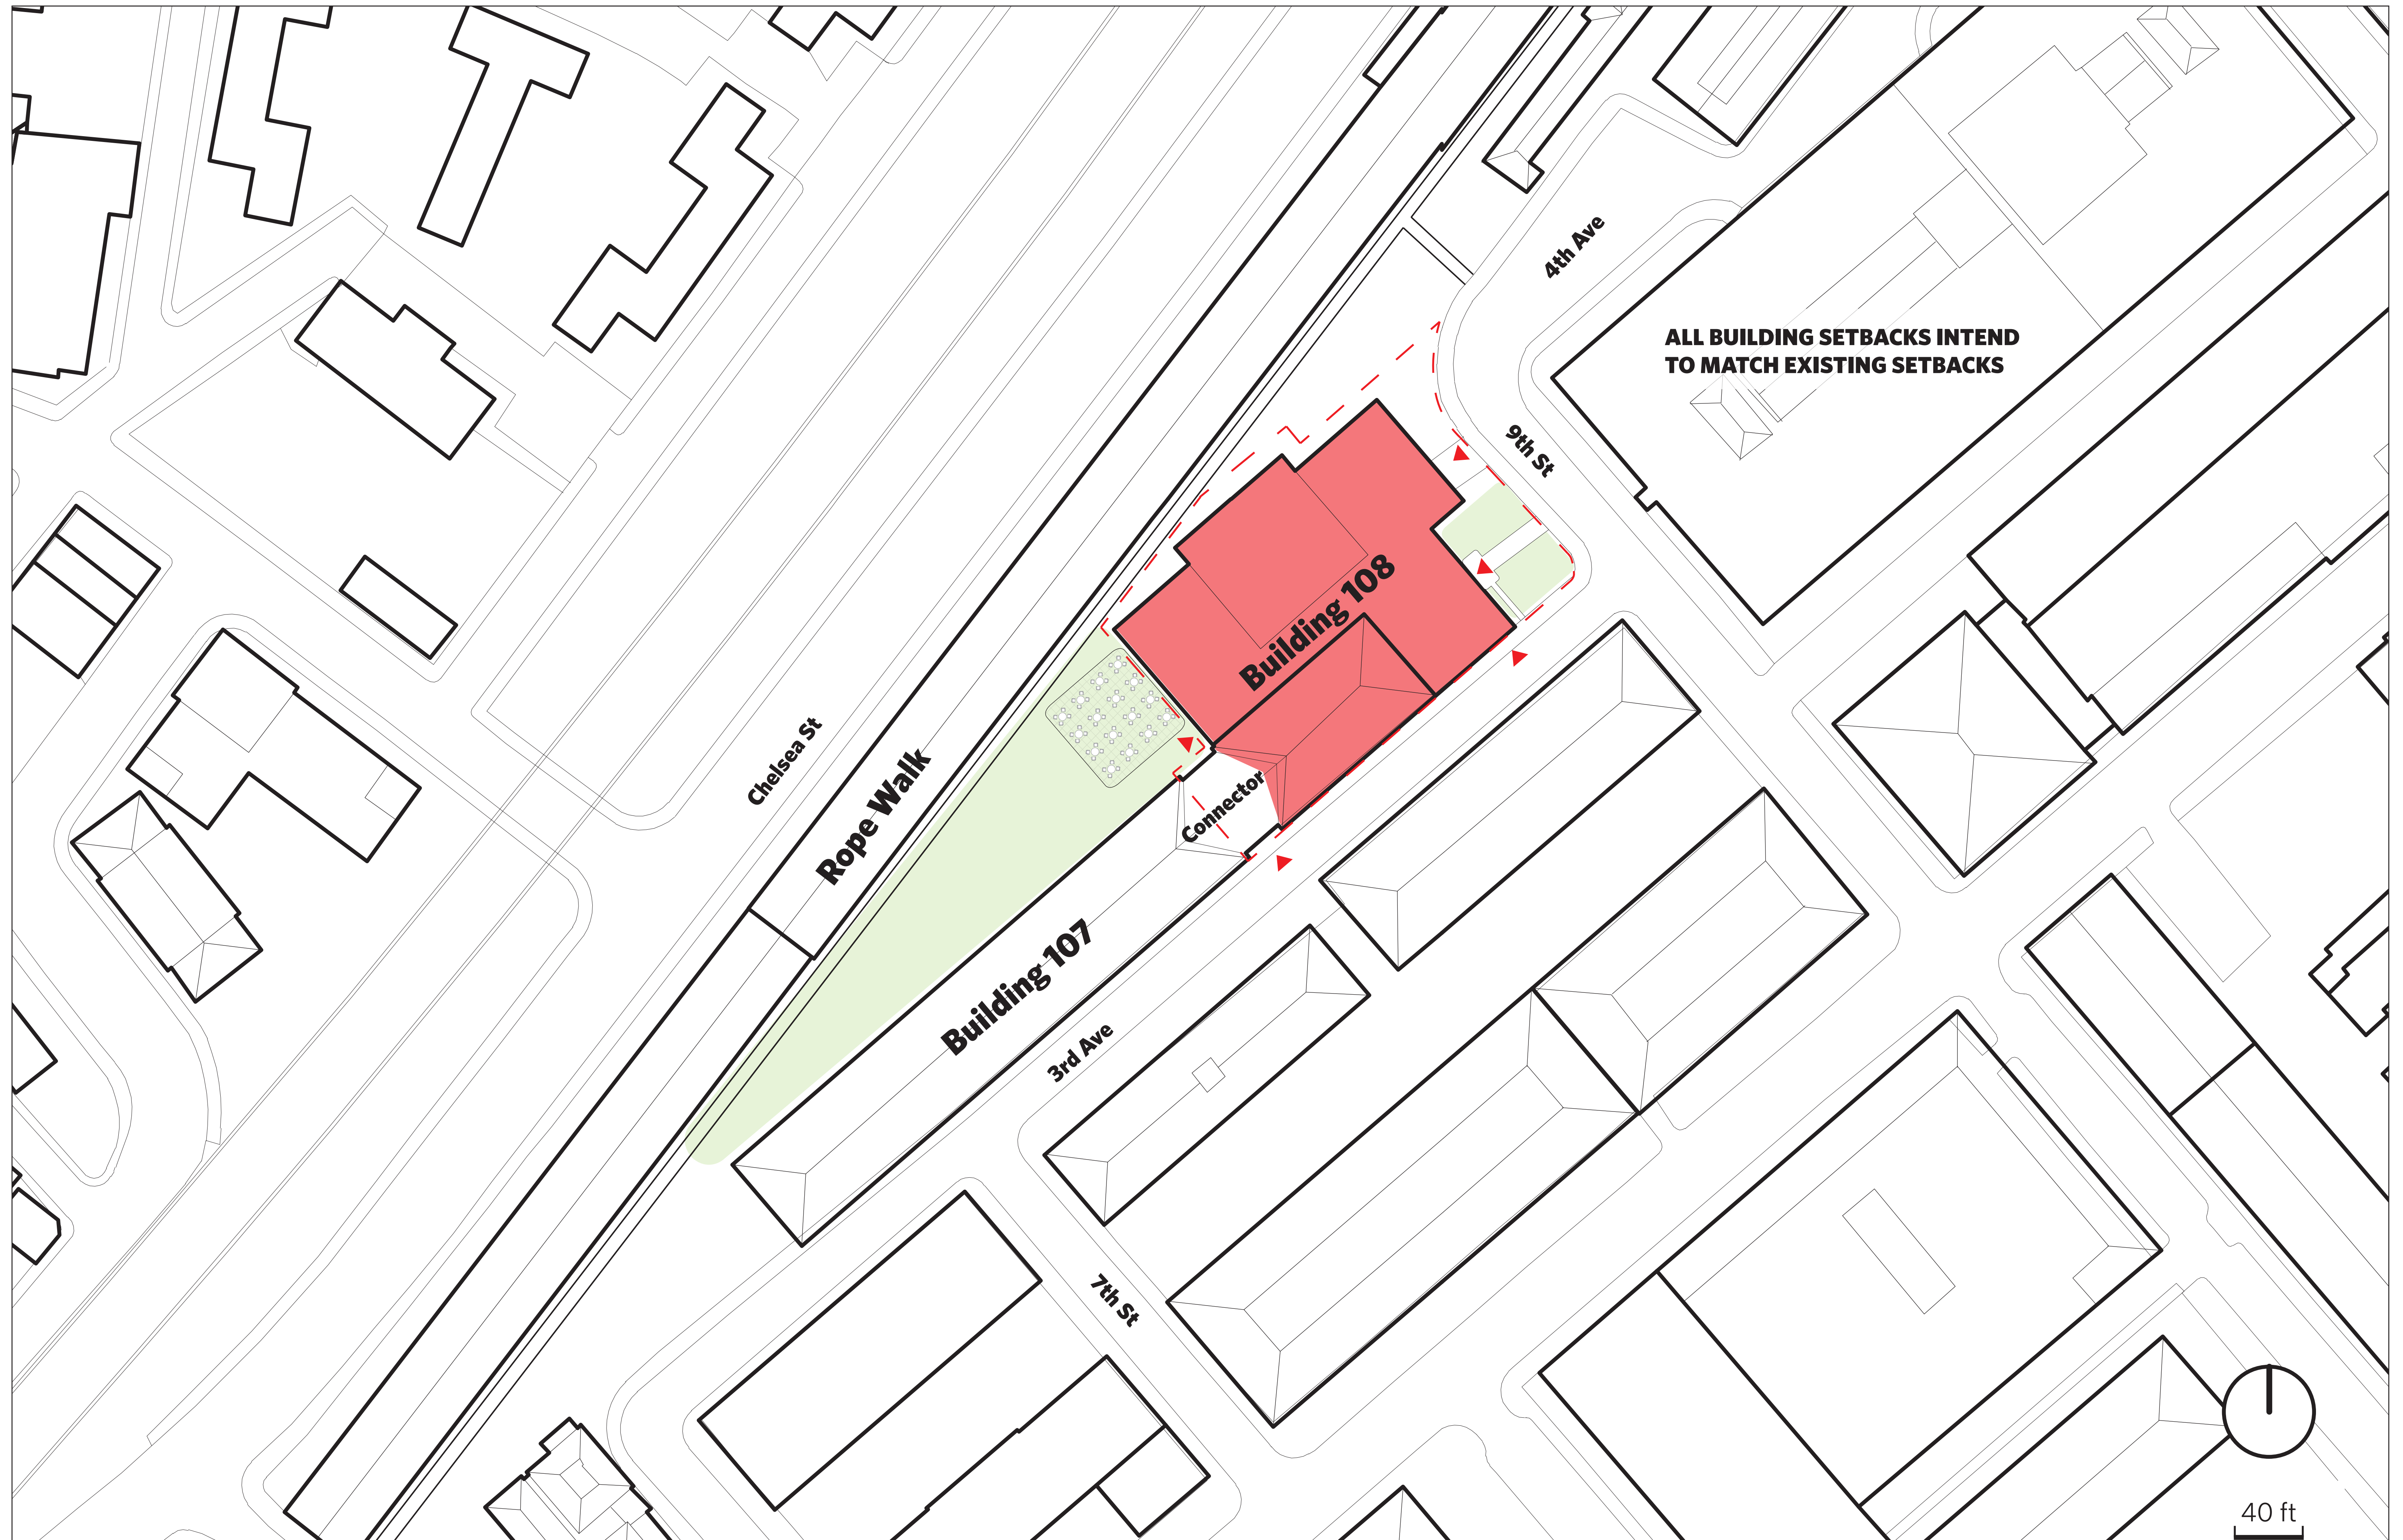 4th Ave
ALL BUILDING SETBACKS INTEND
TO MATCH EXISTING SETBACKS
9th St
Building 108
Chelsea St
Rope Walk
Connector
Building 107
3rd Ave
7th St
40 ft